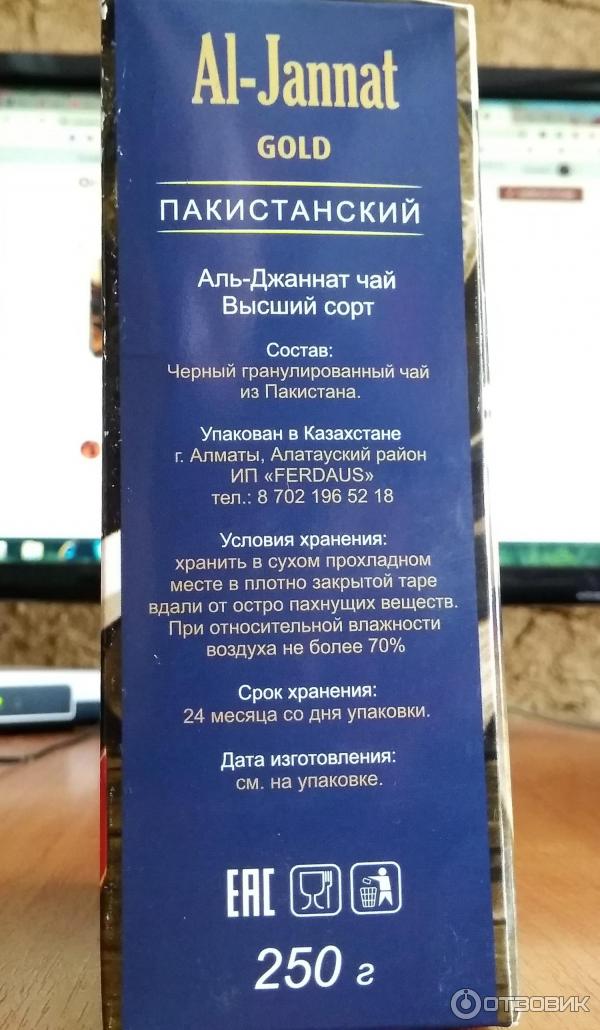 Al-Jannat
GOLD
ПАКИСТАНСКИЙ
Аль-Джаннат чай
Высший сорт
Состав:
Черный гранулированный чай
из Пакистана.
Упакован в Казахстане
г. Алматы, Алатауский район
ИП «FERDAUS»
тел.: 8 702 196 52 18
Условия хранения:
хранить в сухом прохладном
месте в плотно закрытой таре
вдали от остро пахнущих веществ.
При относительной влажности
воздуха не более 70%
Срок хранения:
24 месяца со дня упаковки.
Дата изготовления:
см. на упаковке.
EAC
250 г
ОТЗОВИК